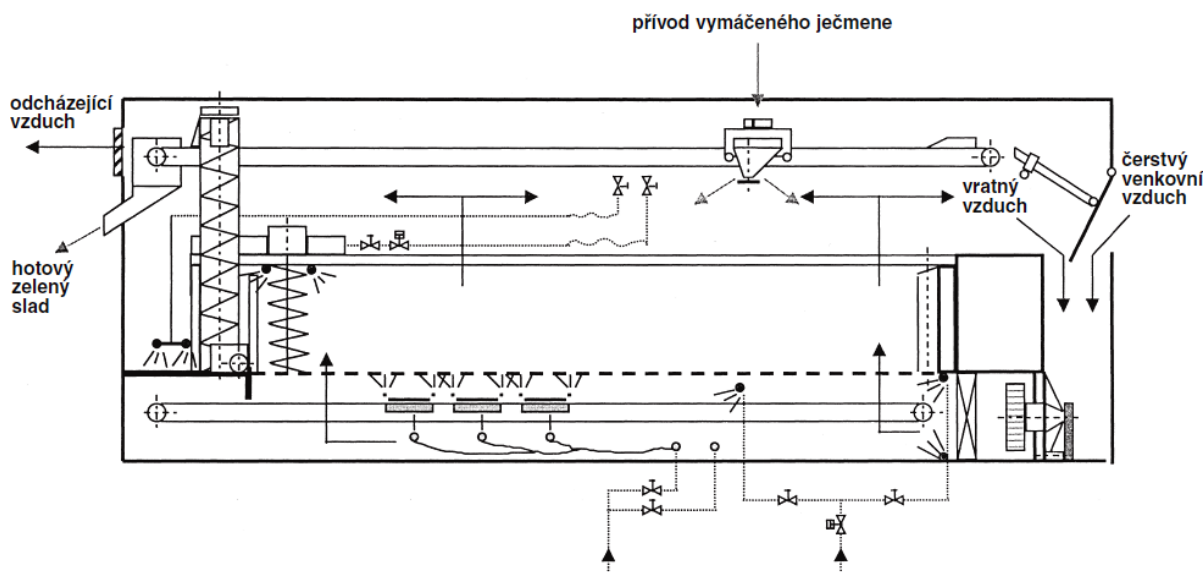 přívod vymáčeného ječmene
odcházející
vzduch
čerstvý
venkovní
vzduch
vratný
vzduch
hotový
zelený
slad